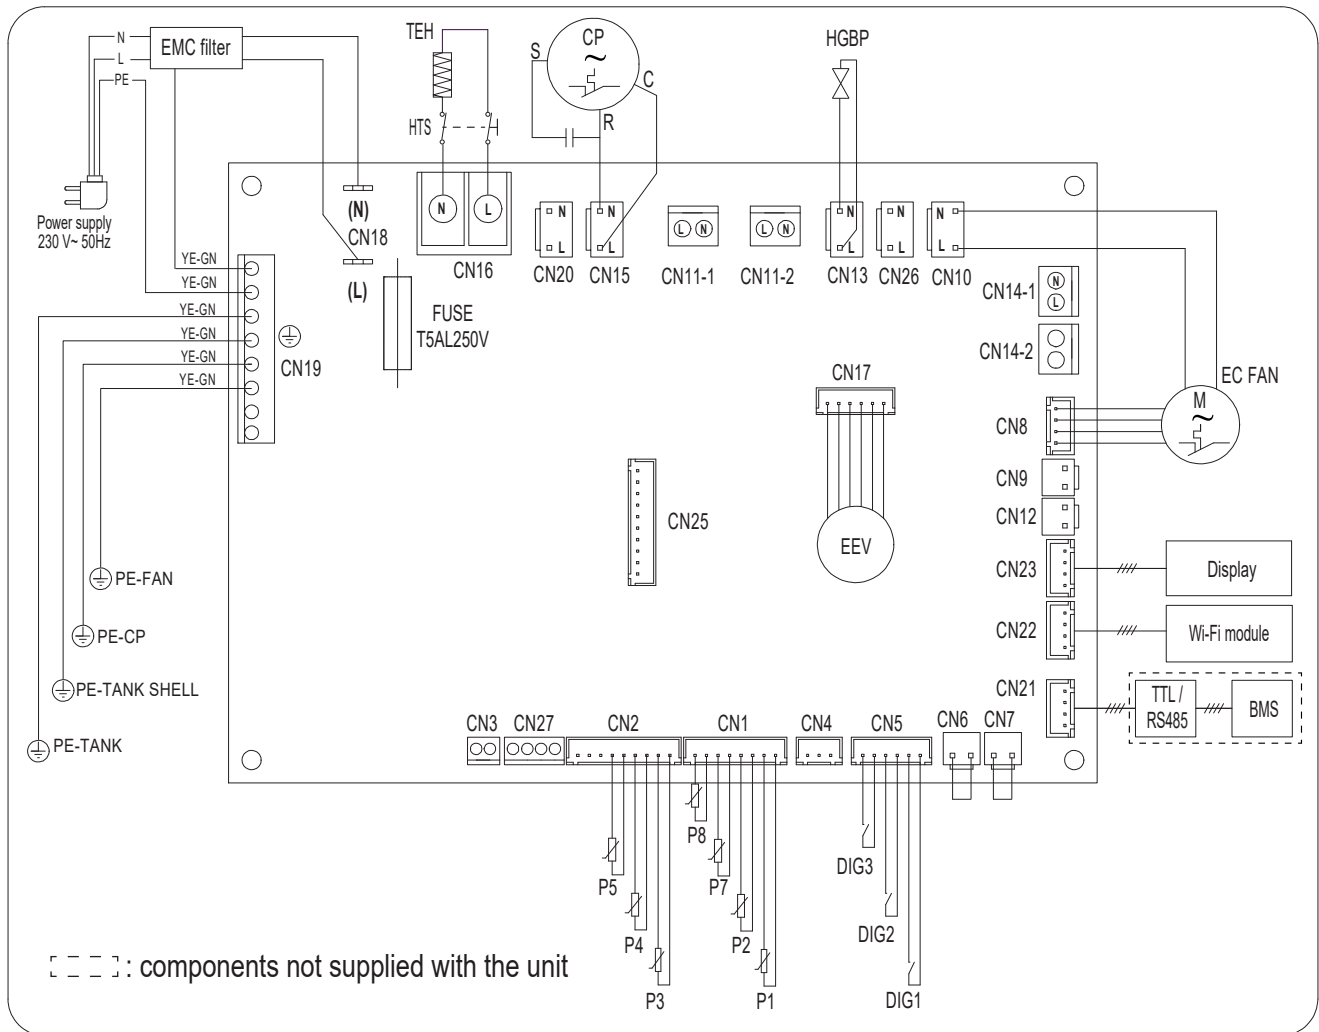 N
L
PE
EMC filter
Power supply
230 V~ 50Hz
TEH
HTS
S
CP
~
C
R
HGBP
(N)
CN18
(L)
N
L
CN16
N
L
CN20
N
L
CN15
L N
CN11-1
L N
CN11-2
N
L
CN13
N
L
CN26
N
L
CN10
YE-GN
YE-GN
YE-GN
YE-GN
YE-GN
YE-GN
CN19
FUSE
T5AL250V
CN14-1
N
L
CN14-2
CN17
EEV
CN25
EC FAN
M
~
CN8
CN9
CN12
CN23
Display
CN22
Wi-Fi module
CN21
TTL /
RS485
BMS
PE-FAN
PE-CP
PE-TANK SHELL
PE-TANK
CN3
CN27
CN2
CN1
CN4
CN5
CN6
CN7
P8
P5
P7
P4
P2
P3
P1
DIG3
DIG2
DIG1
: components not supplied with the unit